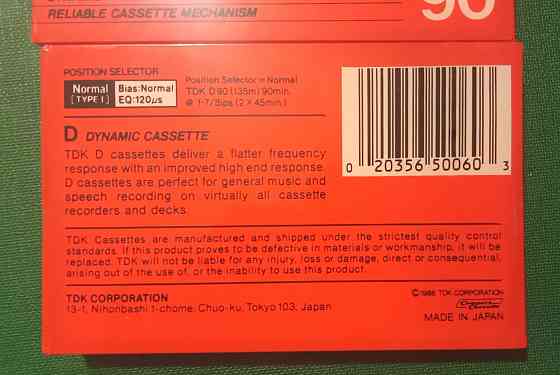 RELIABLE CASSETTE MECHANISM
90
POSITION SELECTOR
Normal
[TYPE I]
Bias:Normal
EQ:120μs
Position Selector = Normal
TDK D90 (135m) 90min.
@ 1-7/8ips (2 × 45min.)
D DYNAMIC CASSETTE
TDK D cassettes deliver a flatter frequency
response with an improved high end response.
D cassettes are perfect for general music and
speech recording on virtually all cassette
recorders and decks.
0 20356 50060 3
TDK Cassettes are manufactured and shipped under the strictest quality control
standards. If this product proves to be defective in materials or workmanship, it will be
replaced. TDK will not be liable for any injury, loss or damage, direct or consequential,
arising out of the use of, or the inability to use this product.
TDK CORPORATION
13-1, Nihonbashi 1-chome, Chuo-ku, Tokyo 103, Japan
© 1986 TDK CORPORATION
Compact Cassette
MADE IN JAPAN